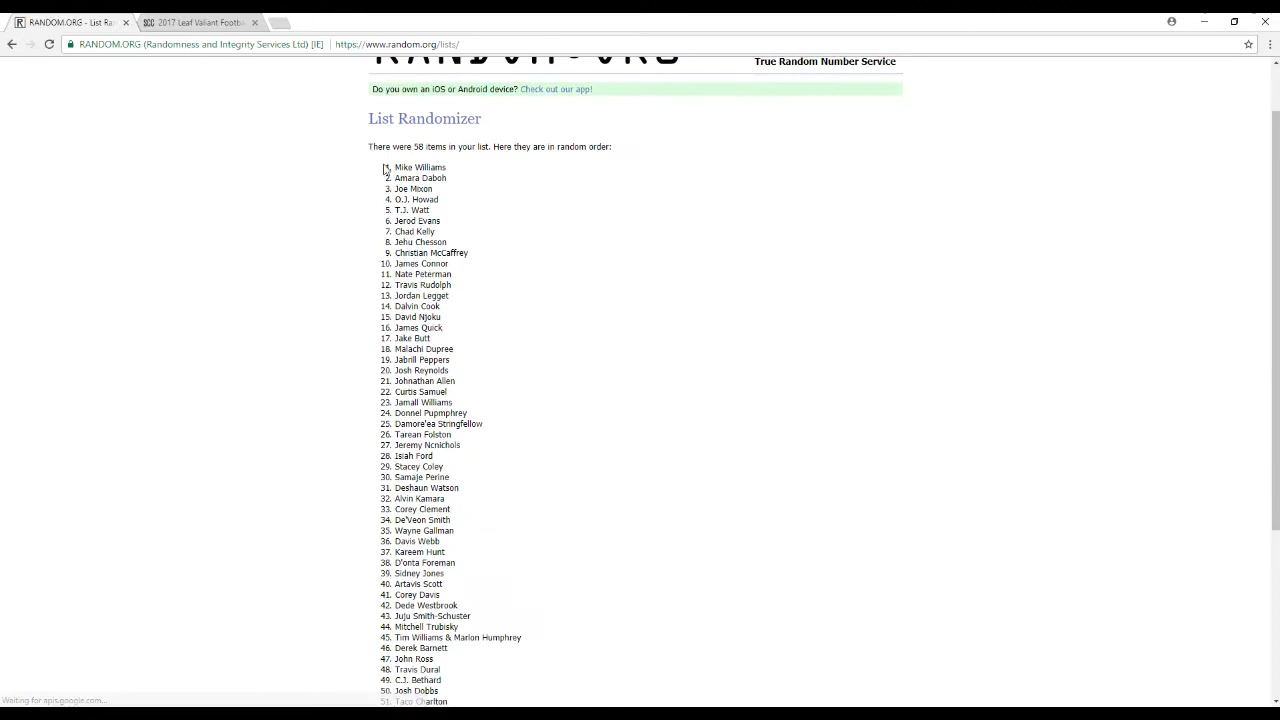 RANDOM.ORG - List Ra
SCC 2017 Leaf Valiant Footb
RANDOM.ORG (Randomness and Integrity Services Ltd) [IE] https://www.random.org/lists/
RANDOM.ORG
True Random Number Service
Do you own an iOS or Android device? Check out our app!
List Randomizer
There were 58 items in your list. Here they are in random order:
1. Mike Williams
2. Amara Daboh
3. Joe Mixon
4. O.J. Howad
5. T.J. Watt
6. Jerod Evans
7. Chad Kelly
8. Jehu Chesson
9. Christian McCaffrey
10. James Connor
11. Nate Peterman
12. Travis Rudolph
13. Jordan Legget
14. Dalvin Cook
15. David Njoku
16. James Quick
17. Jake Butt
18. Malachi Dupree
19. Jabrill Peppers
20. Josh Reynolds
21. Johnathan Allen
22. Curtis Samuel
23. Jamall Williams
24. Donnel Pupmphrey
25. Damore'ea Stringfellow
26. Tarean Folston
27. Jeremy Ncnichols
28. Isiah Ford
29. Stacey Coley
30. Samaje Perine
31. Deshaun Watson
32. Alvin Kamara
33. Corey Clement
34. De'Veon Smith
35. Wayne Gallman
36. Davis Webb
37. Kareem Hunt
38. D'onta Foreman
39. Sidney Jones
40. Artavis Scott
41. Corey Davis
42. Dede Westbrook
43. Juju Smith-Schuster
44. Mitchell Trubisky
45. Tim Williams & Marlon Humphrey
46. Derek Barnett
47. John Ross
48. Travis Dural
49. C.J. Bethard
50. Josh Dobbs
51. Taco Charlton
Waiting for apis.google.com...